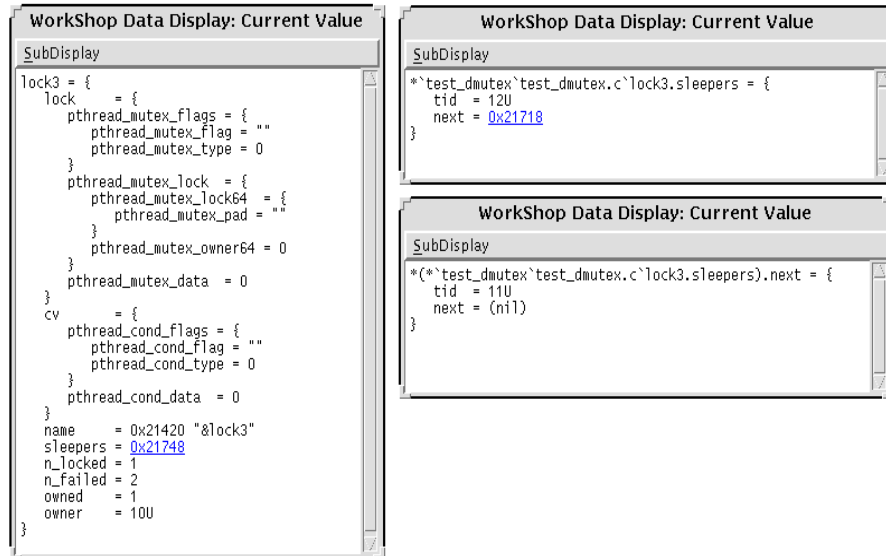 WorkShop Data Display: Current Value
SubDisplay
lock3 = {
lock = {
pthread_mutex_flags = {
pthread_mutex_flag = ""
pthread_mutex_type = 0
}
pthread_mutex_lock = {
pthread_mutex_lock64 = {
pthread_mutex_pad = ""
}
pthread_mutex_owner64 = 0
}
pthread_mutex_data = 0
}
cv = {
pthread_cond_flags = {
pthread_cond_flag = ""
pthread_cond_type = 0
}
pthread_cond_data = 0
}
name = 0x21420 "&lock3"
sleepers = 0x21748
n_locked = 1
n_failed = 2
owned = 1
owner = 10U
}
WorkShop Data Display: Current Value
SubDisplay
*`test_dmutex`test_dmutex.c`lock3.sleepers = {
tid = 12U
next = 0x21718
}
WorkShop Data Display: Current Value
SubDisplay
*(*`test_dmutex`test_dmutex.c`lock3.sleepers).next = {
tid = 11U
next = (nil)
}